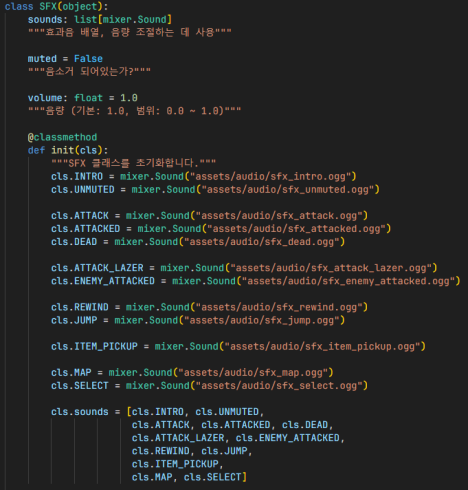 class SFX(object):
    sounds: list[mixer.Sound]
    """효과음 배열, 음량 조절하는 데 사용"""

    muted = False
    """음소거 되어있는가?"""

    volume: float = 1.0
    """음량 (기본: 1.0, 범위: 0.0 ~ 1.0)"""

    @classmethod
    def init(cls):
        """SFX 클래스를 초기화합니다."""
        cls.INTRO = mixer.Sound("assets/audio/sfx_intro.ogg")
        cls.UNMUTED = mixer.Sound("assets/audio/sfx_unmuted.ogg")

        cls.ATTACK = mixer.Sound("assets/audio/sfx_attack.ogg")
        cls.ATTACKED = mixer.Sound("assets/audio/sfx_attacked.ogg")
        cls.DEAD = mixer.Sound("assets/audio/sfx_dead.ogg")

        cls.ATTACK_LAZER = mixer.Sound("assets/audio/sfx_attack_lazer.ogg")
        cls.ENEMY_ATTACKED = mixer.Sound("assets/audio/sfx_enemy_attacked.ogg")

        cls.REWIND = mixer.Sound("assets/audio/sfx_rewind.ogg")
        cls.JUMP = mixer.Sound("assets/audio/sfx_jump.ogg")

        cls.ITEM_PICKUP = mixer.Sound("assets/audio/sfx_item_pickup.ogg")

        cls.MAP = mixer.Sound("assets/audio/sfx_map.ogg")
        cls.SELECT = mixer.Sound("assets/audio/sfx_select.ogg")

        cls.sounds = [cls.INTRO, cls.UNMUTED,
                      cls.ATTACK, cls.ATTACKED, cls.DEAD,
                      cls.ATTACK_LAZER, cls.ENEMY_ATTACKED,
                      cls.REWIND, cls.JUMP,
                      cls.ITEM_PICKUP,
                      cls.MAP, cls.SELECT]